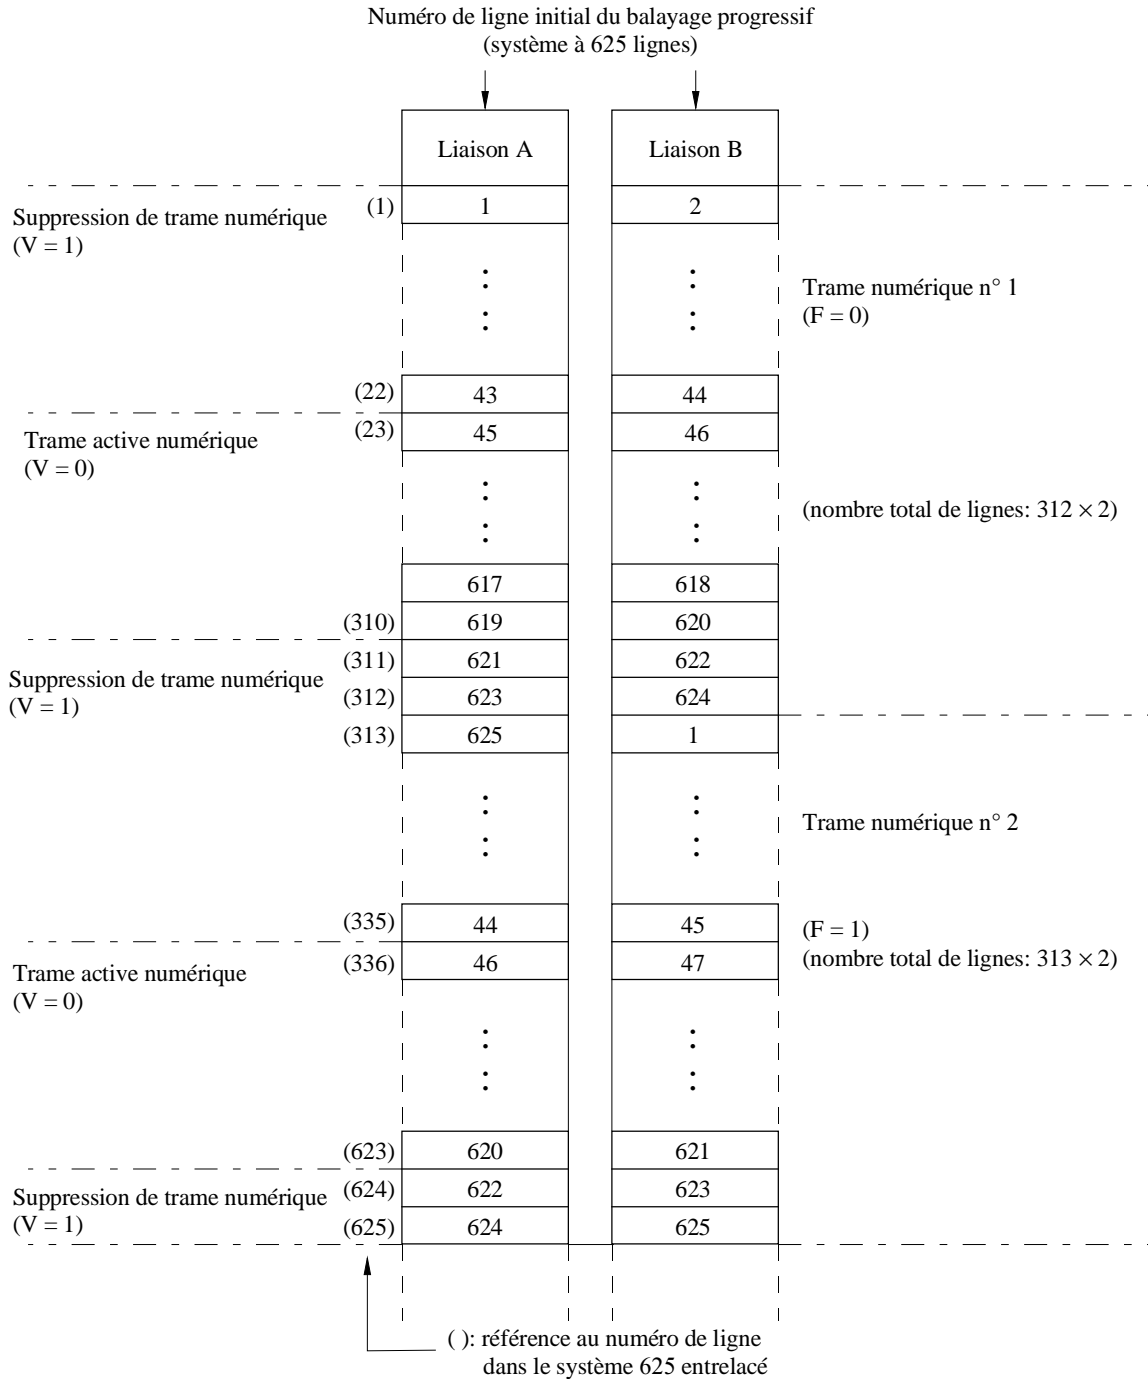 Numéro de ligne initial du balayage progressif
(système à 625 lignes)
Liaison A
Liaison B
Suppression de trame numérique
(V = 1)
(1)
1
2
Trame numérique n° 1
(F = 0)
(22)
43
44
Trame active numérique
(V = 0)
(23)
45
46
(nombre total de lignes: 312 × 2)
617
618
(310)
619
620
Suppression de trame numérique
(V = 1)
(311)
621
622
(312)
623
624
(313)
625
1
Trame numérique n° 2
(335)
44
45
(F = 1)
(nombre total de lignes: 313 × 2)
Trame active numérique
(V = 0)
(336)
46
47
(623)
620
621
Suppression de trame numérique
(V = 1)
(624)
622
623
(625)
624
625
( ): référence au numéro de ligne
dans le système 625 entrelacé